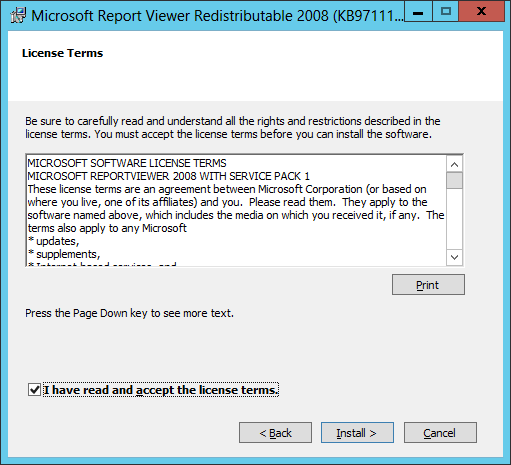 Microsoft Report Viewer Redistributable 2008 (KB97111...
License Terms
Be sure to carefully read and understand all the rights and restrictions described in the
license terms. You must accept the license terms before you can install the software.
MICROSOFT SOFTWARE LICENSE TERMS
MICROSOFT REPORTVIEWER 2008 WITH SERVICE PACK 1
These license terms are an agreement between Microsoft Corporation (or based on
where you live, one of its affiliates) and you. Please read them. They apply to the
software named above, which includes the media on which you received it, if any. The
terms also apply to any Microsoft
* updates,
* supplements,
* Internet-based services, and
Print
Press the Page Down key to see more text.
I have read and accept the license terms.
< Back
Install >
Cancel